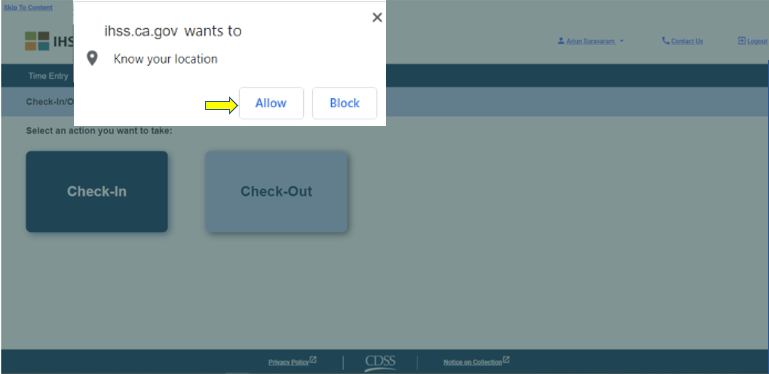 Skip To Content
ihss.ca.gov wants to
Know your location
Allow
Block
IHS
Arjun Saravanam
Contact Us
Logout
Time Entry
Check-In/O
Select an action you want to take:
Check-In
Check-Out
Privacy Policy
CDSS
Notice on Collection